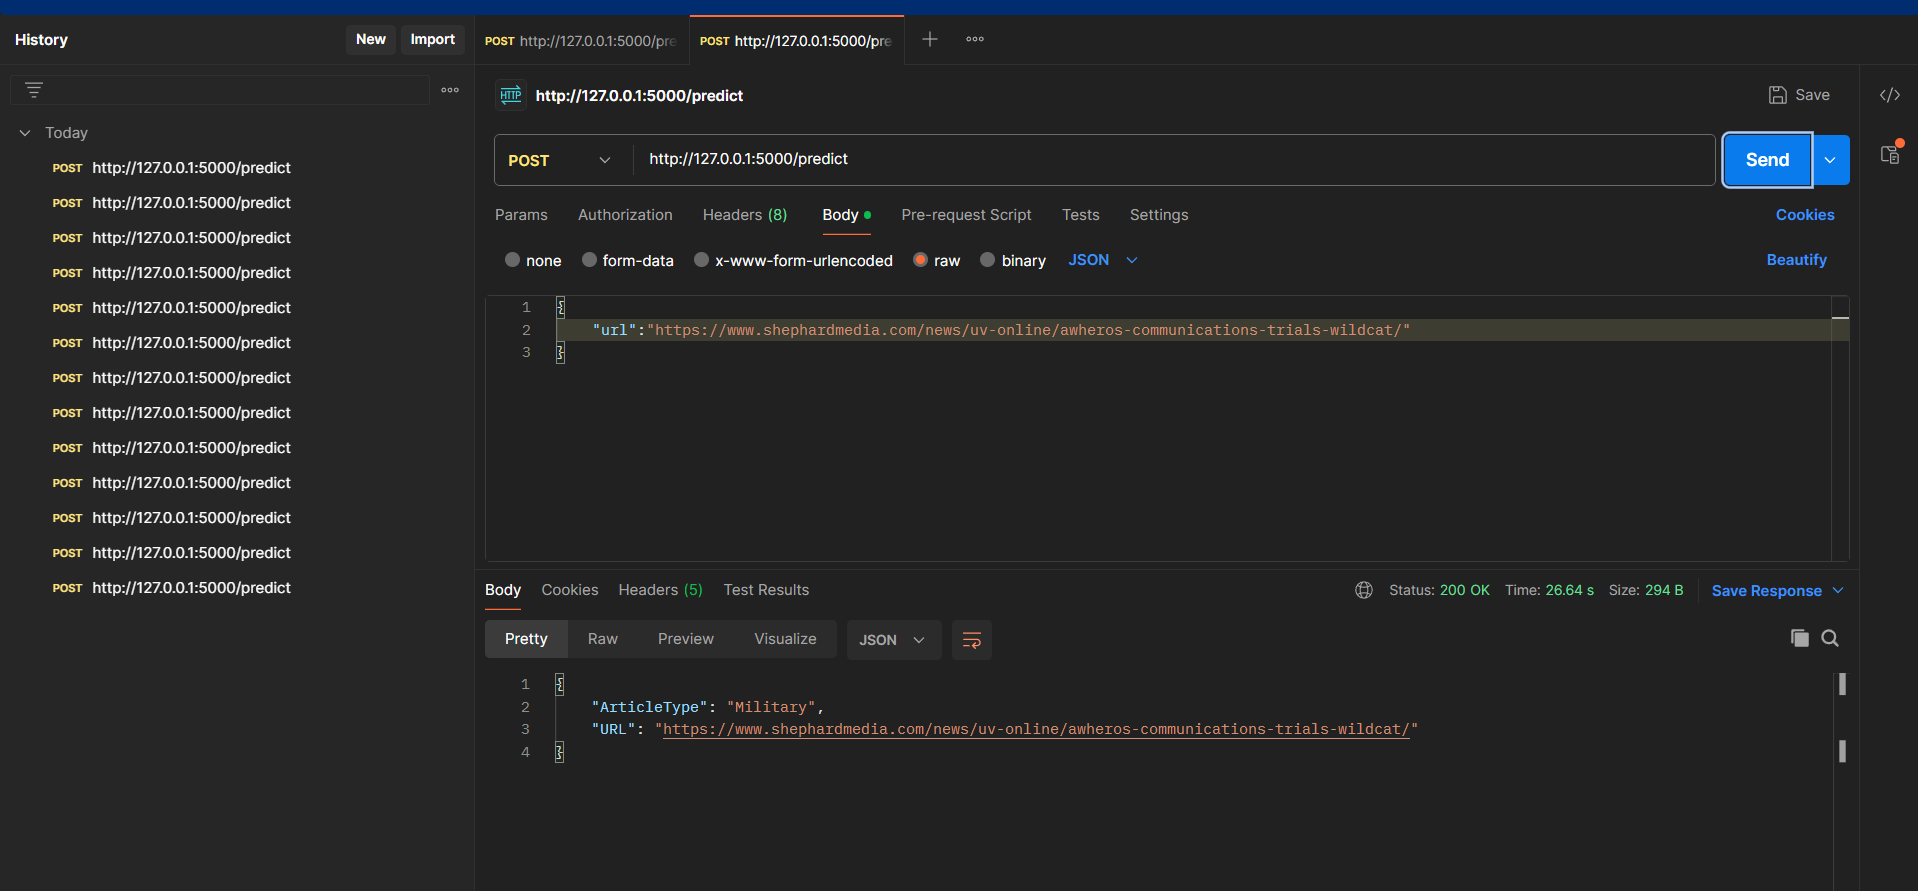 History
New
Import
POST http://127.0.0.1:5000/pre
POST http://127.0.0.1:5000/pre
Today
POST http://127.0.0.1:5000/predict
POST http://127.0.0.1:5000/predict
POST http://127.0.0.1:5000/predict
POST http://127.0.0.1:5000/predict
POST http://127.0.0.1:5000/predict
POST http://127.0.0.1:5000/predict
POST http://127.0.0.1:5000/predict
POST http://127.0.0.1:5000/predict
POST http://127.0.0.1:5000/predict
POST http://127.0.0.1:5000/predict
POST http://127.0.0.1:5000/predict
POST http://127.0.0.1:5000/predict
POST http://127.0.0.1:5000/predict
HTTP http://127.0.0.1:5000/predict
Save
POST http://127.0.0.1:5000/predict
Send
Params Authorization Headers (8) Body Pre-request Script Tests Settings
Cookies
none form-data x-www-form-urlencoded raw binary JSON
Beautify
1 {
2 "url":"https://www.shephardmedia.com/news/uv-online/awheros-communications-trials-wildcat/"
3 }
Body Cookies Headers (5) Test Results
Status: 200 OK Time: 26.64 s Size: 294 B
Save Response
Pretty Raw Preview Visualize JSON
1 {
2 "ArticleType": "Military",
3 "URL": "https://www.shephardmedia.com/news/uv-online/awheros-communications-trials-wildcat/"
4 }